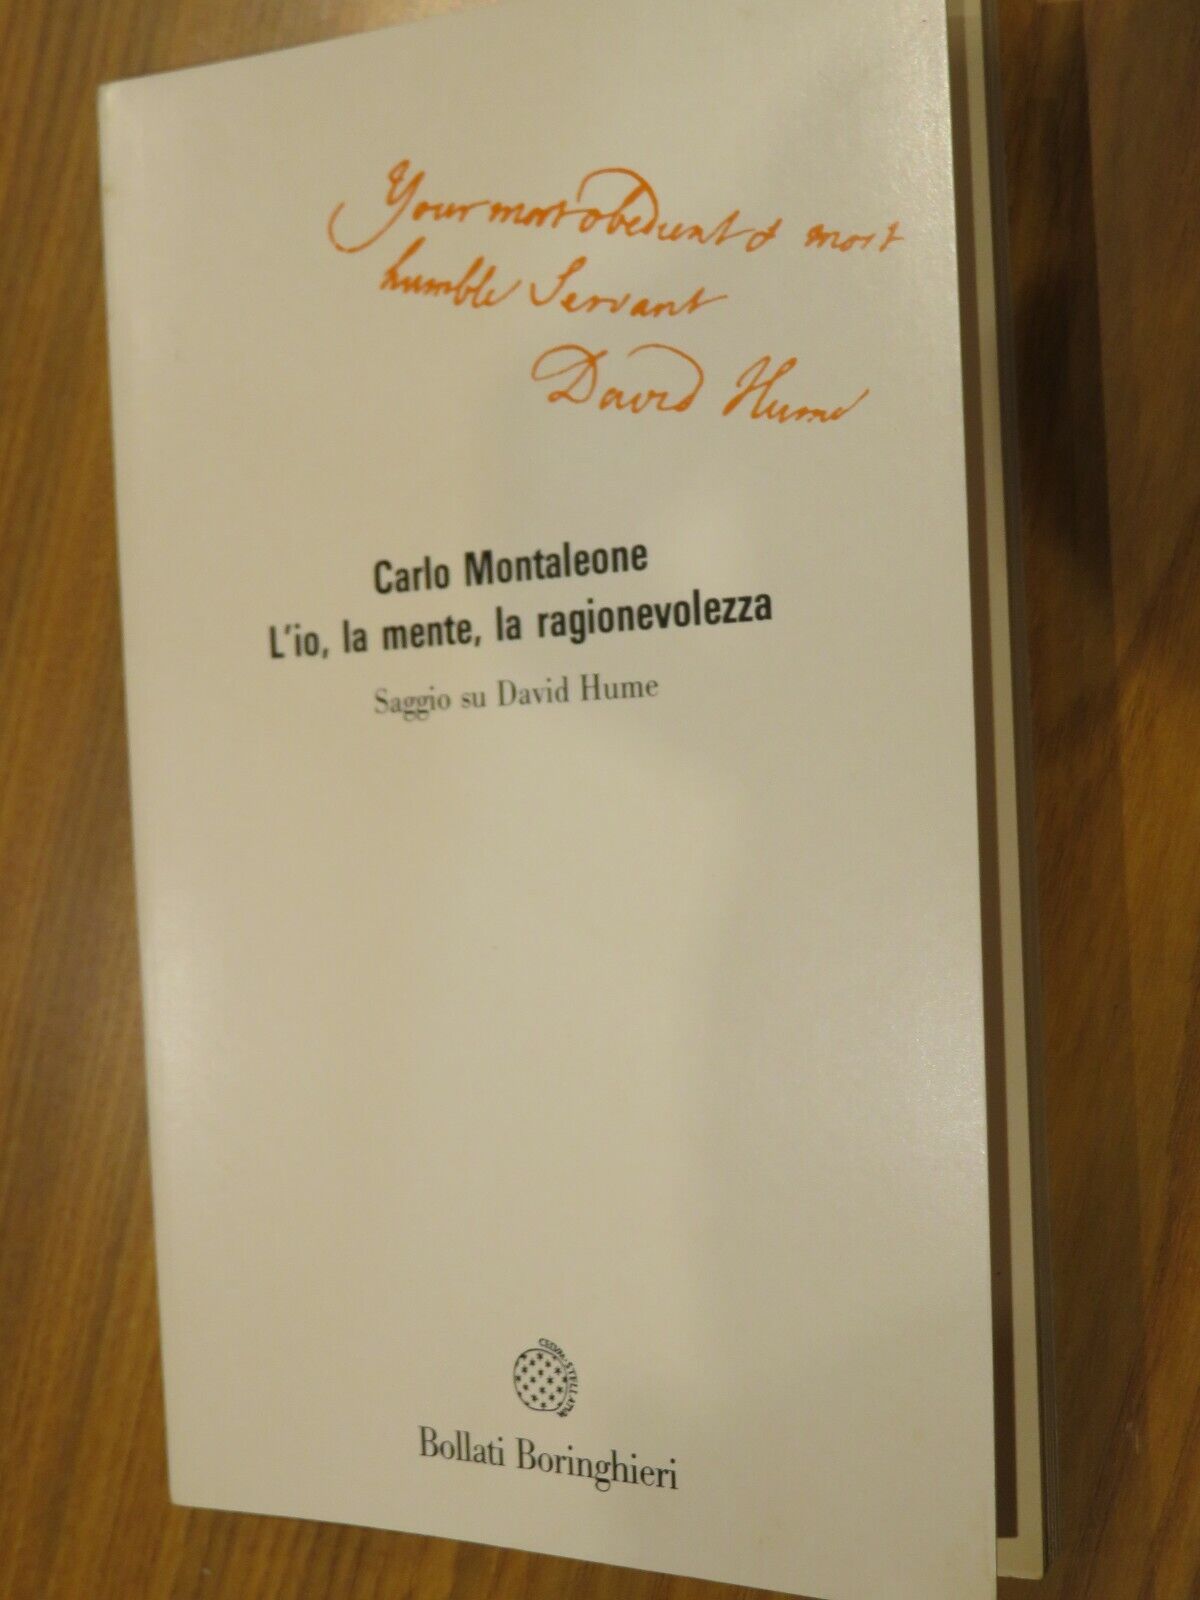 Your most obedient & most
humble Servant
David Hume
Carlo Montaleone
L'io, la mente, la ragionevolezza
Saggio su David Hume
Bollati Boringhieri